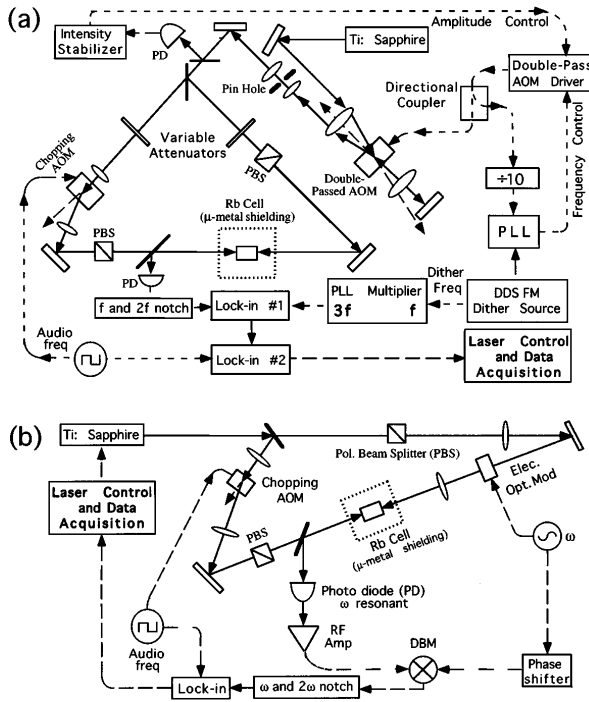 (a)
Intensity
Stabilizer
PD
Ti: Sapphire
Amplitude Control
Double-Pass
AOM Driver
Directional
Coupler
Pin Hole
Variable
Attenuators
Chopping
AOM
PBS
Double-
Passed AOM
÷10
Frequency Control
PLL
Rb Cell
(μ-metal shielding)
PBS
PD
f and 2f notch
Lock-in #1
PLL Multiplier
3f f
Dither
Freq
DDS FM
Dither Source
Audio
freq
Lock-in #2
Laser Control
and Data
Acquisition
(b)
Ti: Sapphire
Pol. Beam Splitter (PBS)
Laser Control
and Data
Acquisition
Chopping
AOM
Elec.
Opt.Mod
PBS
Rb Cell
(μ-metal shielding)
ω
Photo diode (PD)
ω resonant
RF
Amp
DBM
Audio
freq
Lock-in
ω and 2ω notch
Phase
shifter